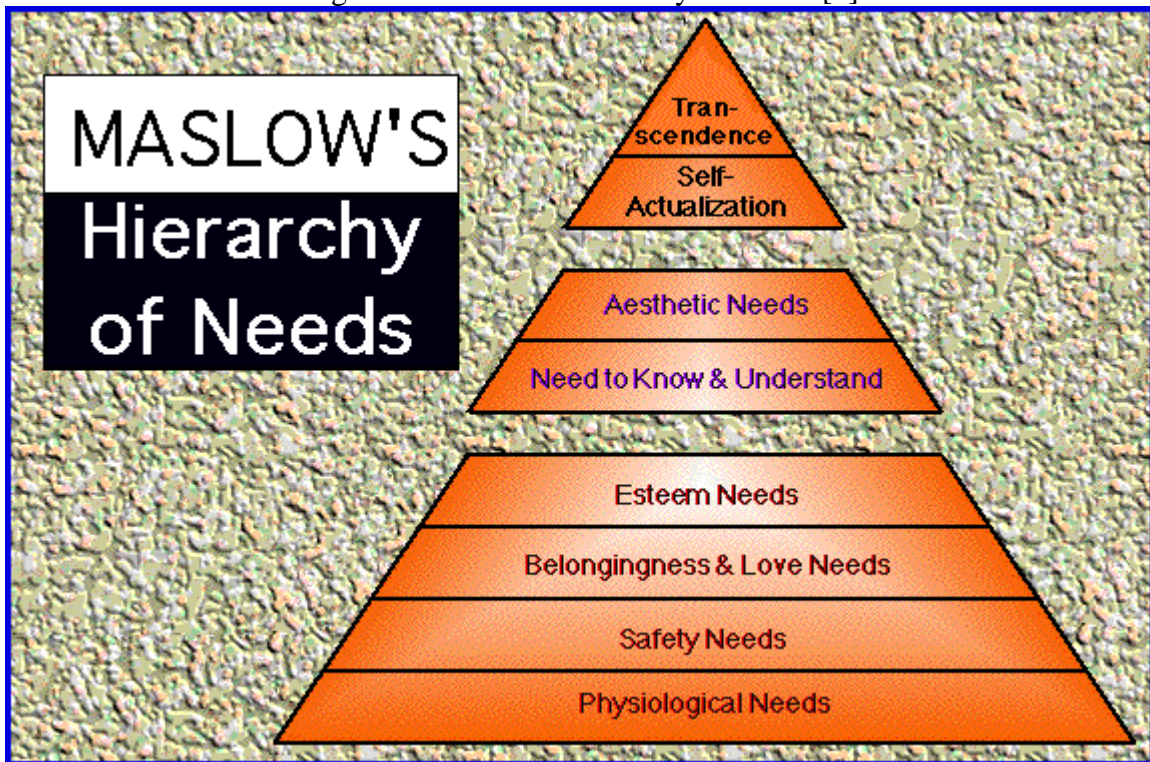 MASLOW'S
Hierarchy
of Needs
Tran-
scendence
Self-
Actualization
Aesthetic Needs
Need to Know & Understand
Esteem Needs
Belongingness & Love Needs
Safety Needs
Physiological Needs